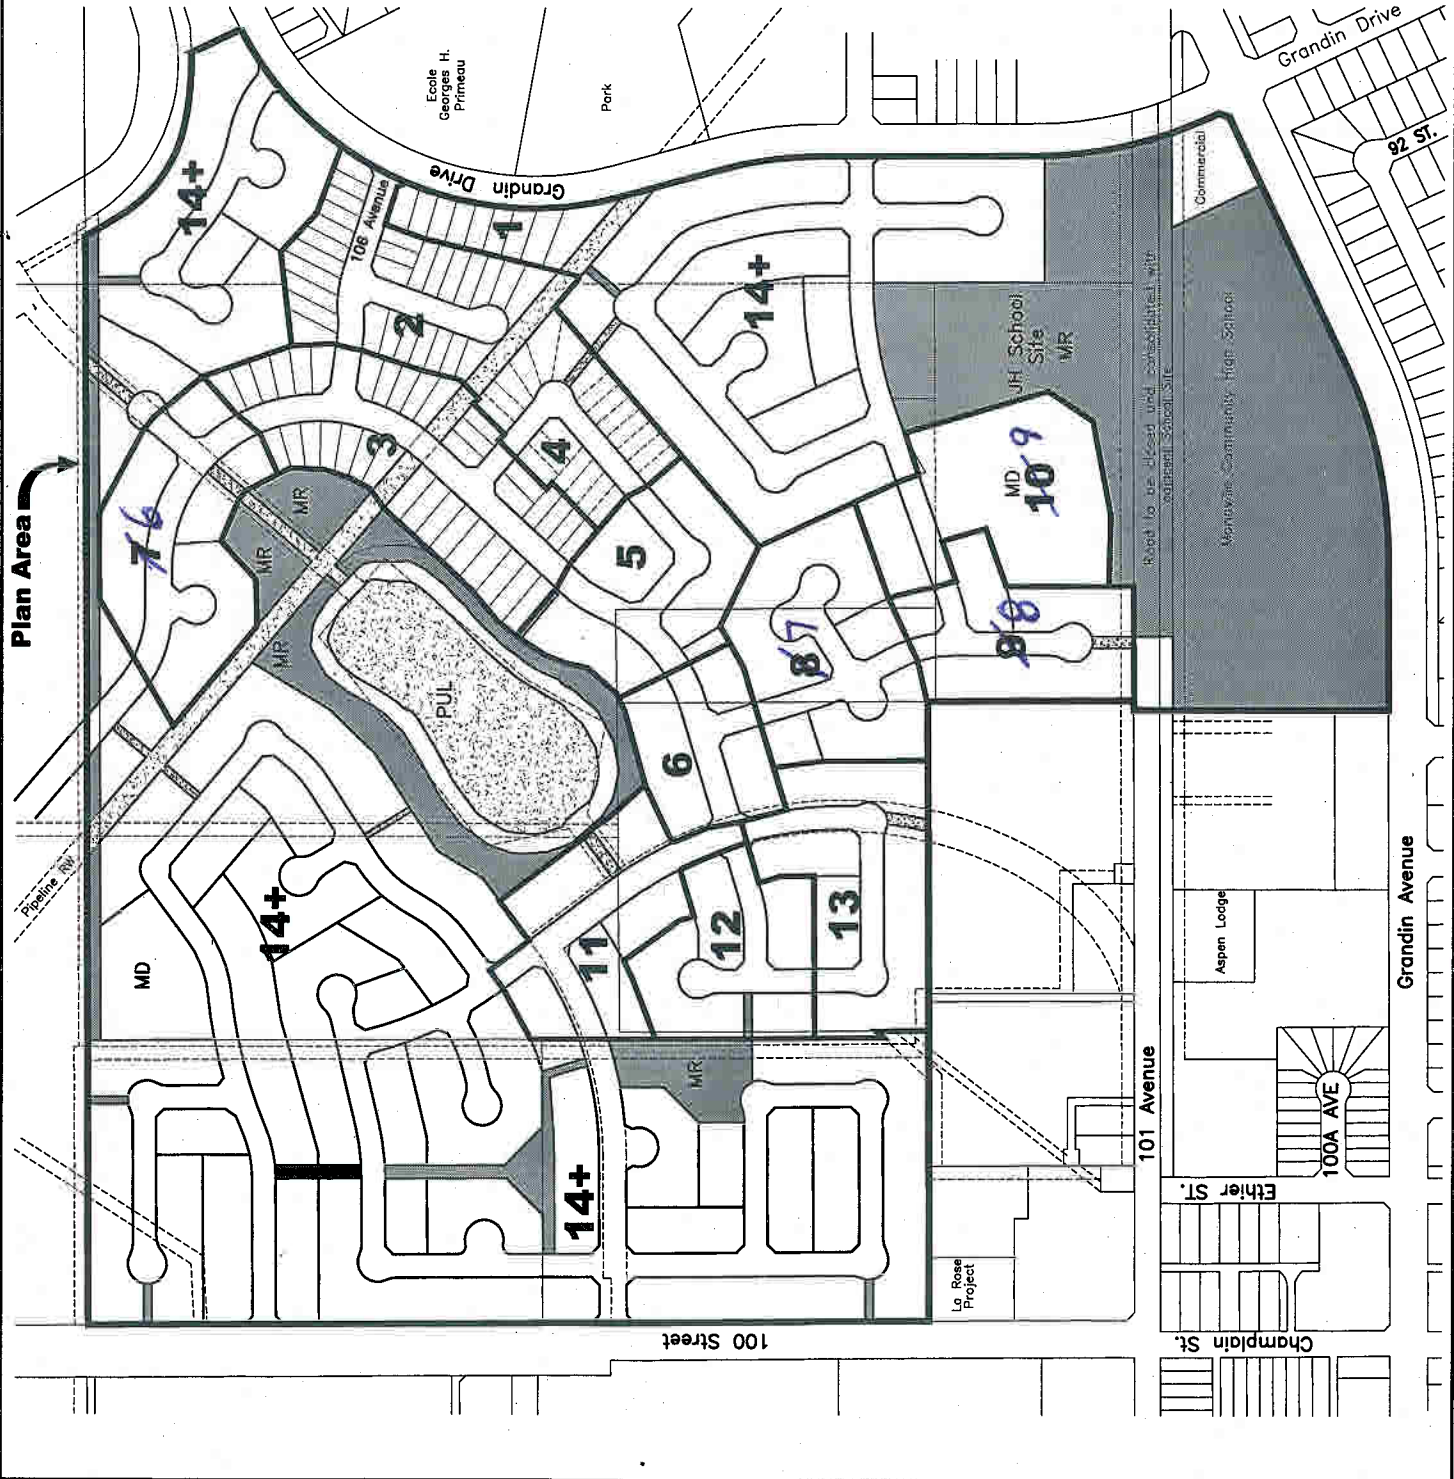 Plan Area
Ecole
Georges H.
Primeau
Park
Grandin Drive
Grandin Drive
92 ST.
Commercial
14+
106 Avenue
1
2
3
4
14+
JH School
Site
MR
Road to be closed and consolidated with
adjacent School Site
Morinville Community High School
MD
10 9
7 6
MR
MR
MR
PUL
5
8 7
9 8
6
Pipeline RW
MD
14+
11
12
13
MR
14+
Aspen Lodge
Grandin Avenue
101 Avenue
100A AVE
Ethier ST.
La Rose
Project
100 Street
Champlain St.